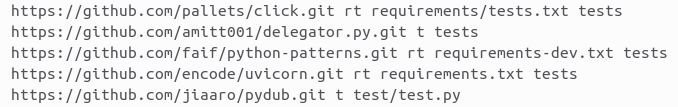 https://github.com/pallets/click.git rt requirements/tests.txt tests
https://github.com/amitt001/delegator.py.git t tests
https://github.com/faif/python-patterns.git rt requirements-dev.txt tests
https://github.com/encode/uvicorn.git rt requirements.txt tests
https://github.com/jiaaro/pydub.git t test/test.py